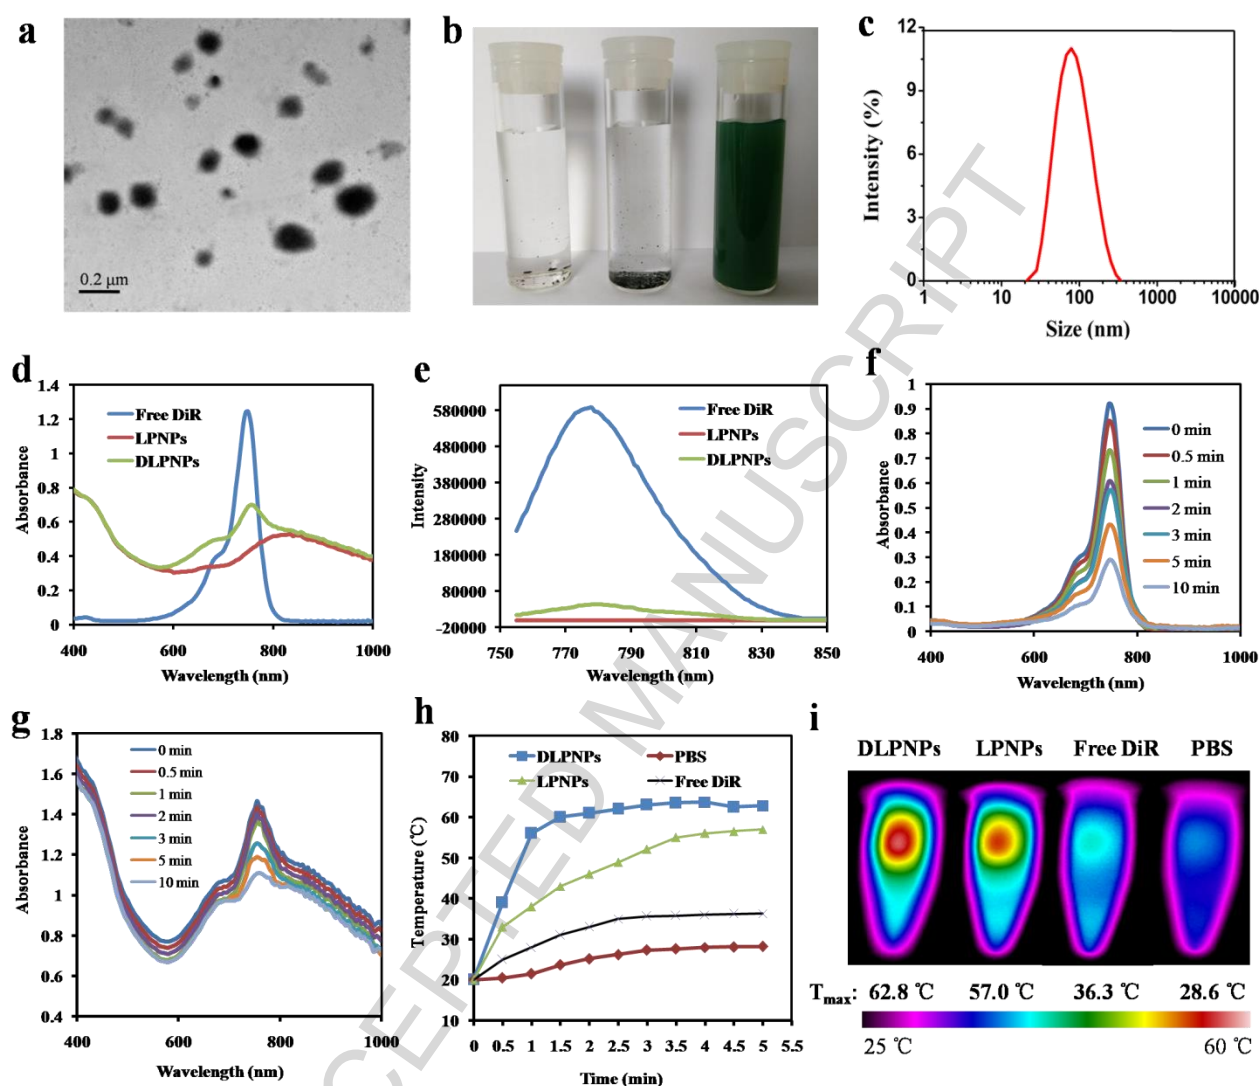 a
0.2 µm
b
c
12
9
6
3
0
Intensity (%)
1 10 100 1000 10000
Size (nm)
d
1.4
1.2
1
0.8
0.6
0.4
0.2
0
Absorbance
Free DiR
LPNPs
DLPNPs
400 600 800 1000
Wavelength (nm)
e
580000
480000
380000
280000
180000
80000
-20000
Intensity
Free DiR
LPNPs
DLPNPs
750 770 790 810 830 850
Wavelength (nm)
f
1
0.9
0.8
0.7
0.6
0.5
0.4
0.3
0.2
0.1
0
Absorbance
0 min
0.5 min
1 min
2 min
3 min
5 min
10 min
400 600 800 1000
Wavelength (nm)
g
1.8
1.6
1.4
1.2
1
0.8
0.6
0.4
Absorbance
0 min
0.5 min
1 min
2 min
3 min
5 min
10 min
400 600 800 1000
Wavelength (nm)
h
80
70
60
50
40
30
20
10
Temperature (℃)
DLPNPs PBS
LPNPs Free DiR
0 0.5 1 1.5 2 2.5 3 3.5 4 4.5 5 5.5
Time (min)
i
DLPNPs LPNPs Free DiR PBS
Tmax: 62.8 ℃ 57.0 ℃ 36.3 ℃ 28.6 ℃
25 ℃ 60 ℃
CEPTED MANUSCRIPT